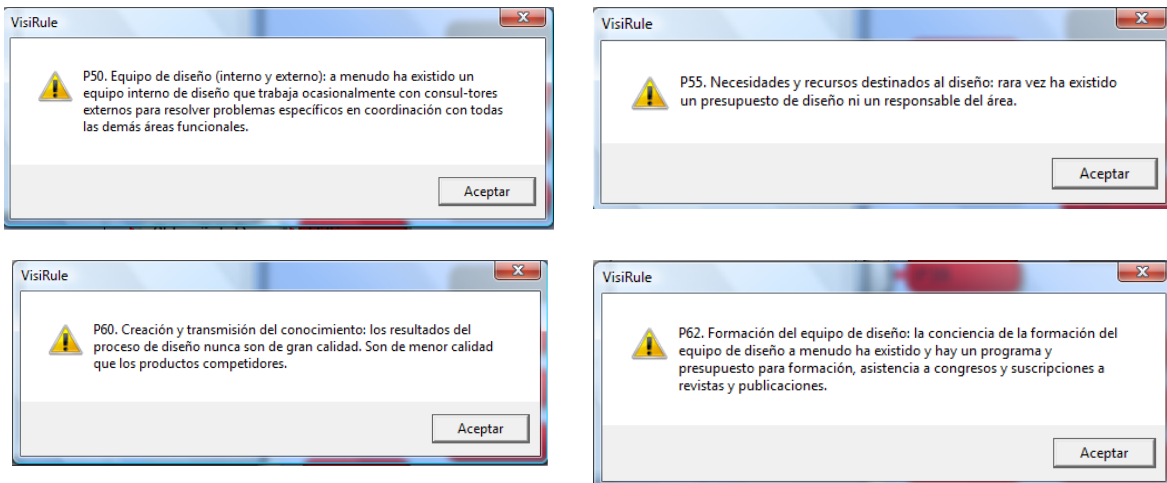 VisiRule
P50. Equipo de diseño (interno y externo): a menudo ha existido un
equipo interno de diseño que trabaja ocasionalmente con consul-tores
externos para resolver problemas específicos en coordinación con todas
las demás áreas funcionales.
Aceptar
VisiRule
P55. Necesidades y recursos destinados al diseño: rara vez ha existido
un presupuesto de diseño ni un responsable del área.
Aceptar
VisiRule
P60. Creación y transmisión del conocimiento: los resultados del
proceso de diseño nunca son de gran calidad. Son de menor calidad
que los productos competidores.
Aceptar
VisiRule
P62. Formación del equipo de diseño: la conciencia de la formación del
equipo de diseño a menudo ha existido y hay un programa y
presupuesto para formación, asistencia a congresos y suscripciones a
revistas y publicaciones.
Aceptar